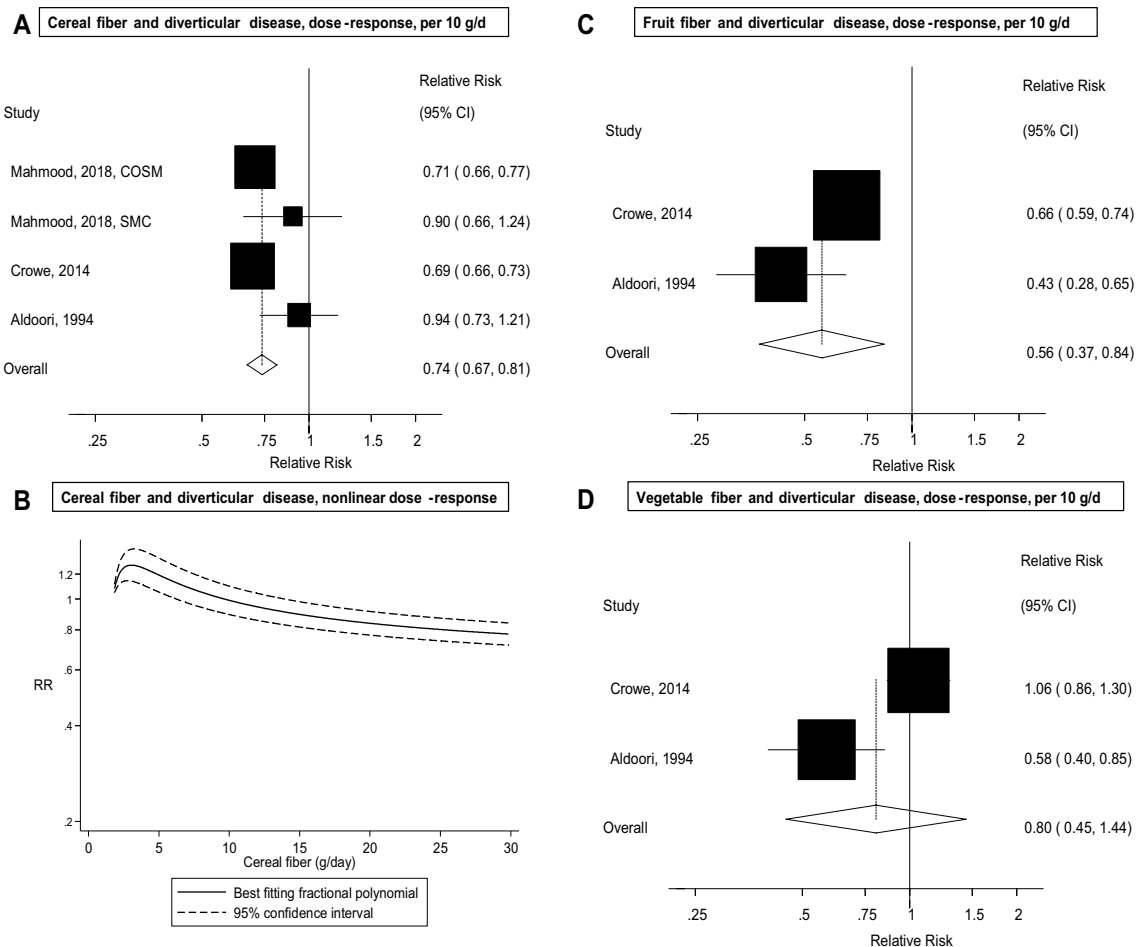 A
Cereal fiber and diverticular disease, dose-response, per 10 g/d
Relative Risk
Study
(95% CI)
Mahmood, 2018, COSM
0.71 ( 0.66, 0.77)
Mahmood, 2018, SMC
0.90 ( 0.66, 1.24)
Crowe, 2014
0.69 ( 0.66, 0.73)
Aldoori, 1994
0.94 ( 0.73, 1.21)
Overall
0.74 ( 0.67, 0.81)
.25 .5 .75 1 1.5 2
Relative Risk
B
Cereal fiber and diverticular disease, nonlinear dose-response
1.2
1
.8
.6
RR
.4
.2
0 5 10 15 20 25 30
Cereal fiber (g/day)
Best fitting fractional polynomial
95% confidence interval
C
Fruit fiber and diverticular disease, dose-response, per 10 g/d
Relative Risk
Study
(95% CI)
Crowe, 2014
0.66 ( 0.59, 0.74)
Aldoori, 1994
0.43 ( 0.28, 0.65)
Overall
0.56 ( 0.37, 0.84)
.25 .5 .75 1 1.5 2
Relative Risk
D
Vegetable fiber and diverticular disease, dose-response, per 10 g/d
Relative Risk
Study
(95% CI)
Crowe, 2014
1.06 ( 0.86, 1.30)
Aldoori, 1994
0.58 ( 0.40, 0.85)
Overall
0.80 ( 0.45, 1.44)
.25 .5 .75 1 1.5 2
Relative Risk